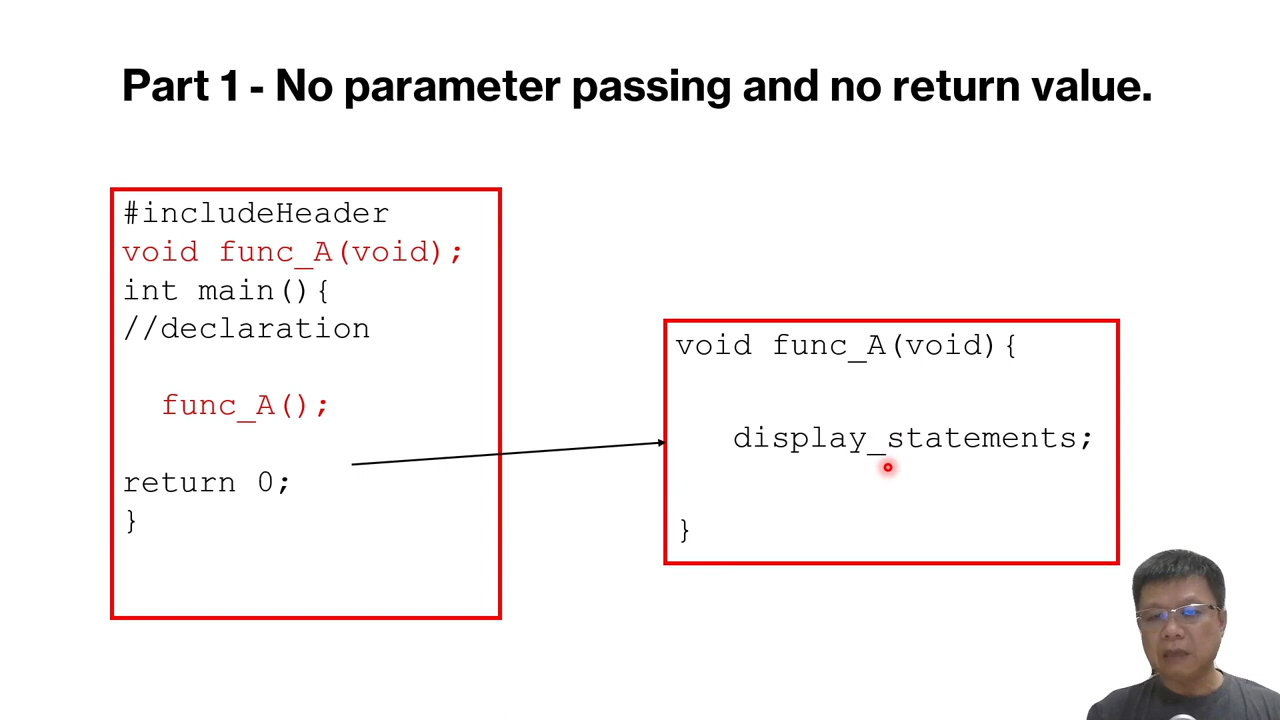 Part 1 - No parameter passing and no return value.
#includeHeader
void func_A(void);
int main(){
//declaration
func_A();
return 0;
}
void func_A(void){
display_statements;
}